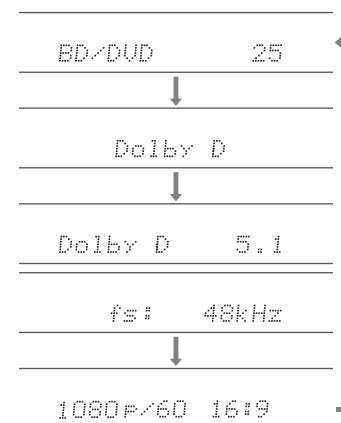 BD/DVD 25
Dolby D
Dolby D 5.1
fs: 48kHz
1080p/60 16:9